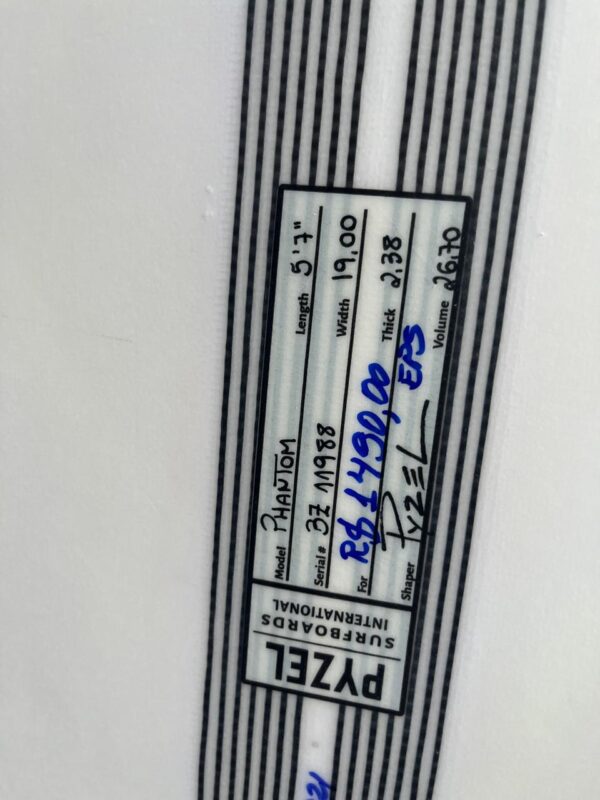 PYZEL
SURFBOARDS
INTERNATIONAL
Model PHANTOM Length 5'7"
Serial # 3Z 11988 Width 19,00
For R$ 1490,00 Thick 2,38
Shaper PYZEL EPS Volume 26,70